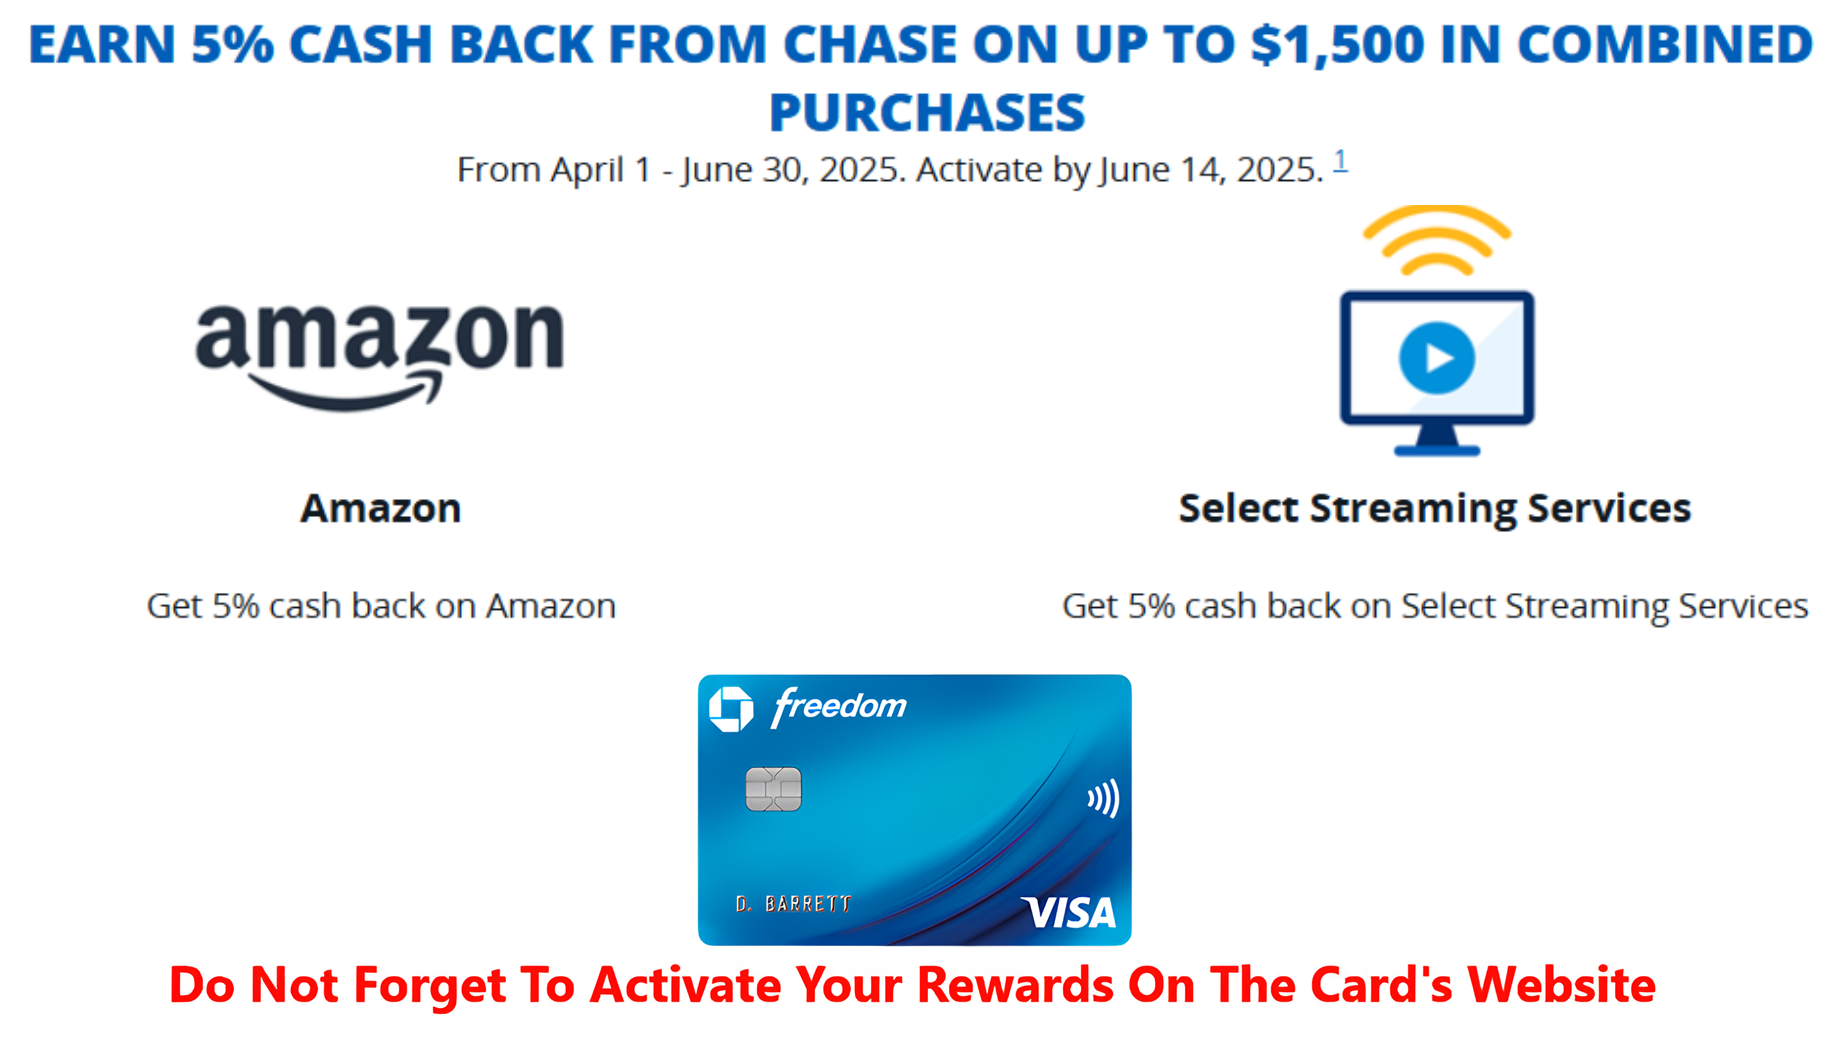 EARN 5% CASH BACK FROM CHASE ON UP TO $1,500 IN COMBINED
PURCHASES
From April 1 - June 30, 2025. Activate by June 14, 2025. 1
amazon
Amazon
Select Streaming Services
Get 5% cash back on Amazon
Get 5% cash back on Select Streaming Services
freedom
D. BARRETT
VISA
Do Not Forget To Activate Your Rewards On The Card's Website